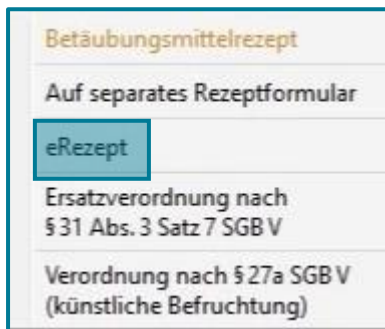 Betäubungsmittelrezept
Auf separates Rezeptformular
eRezept
Ersatzverordnung nach
§31 Abs. 3 Satz 7 SGB V
Verordnung nach §27a SGB V
(künstliche Befruchtung)